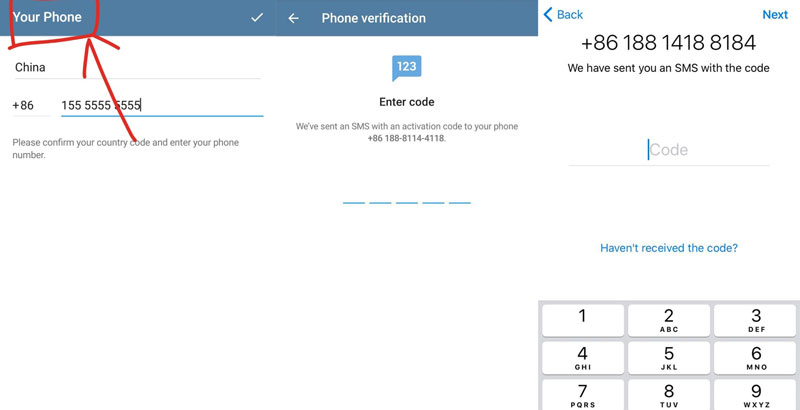 Your Phone
China
+86 155 5555 5555
Please confirm your country code and enter your phone
number.
Phone verification
123
Enter code
We've sent an SMS with an activation code to your phone
+86 188-8114-4118.
Back Next
+86 188 1418 8184
We have sent you an SMS with the code
Code
Haven't received the code?
1 2 3
ABC DEF
4 5 6
GHI JKL MNO
7 8 9
PQRS TUV WXYZ